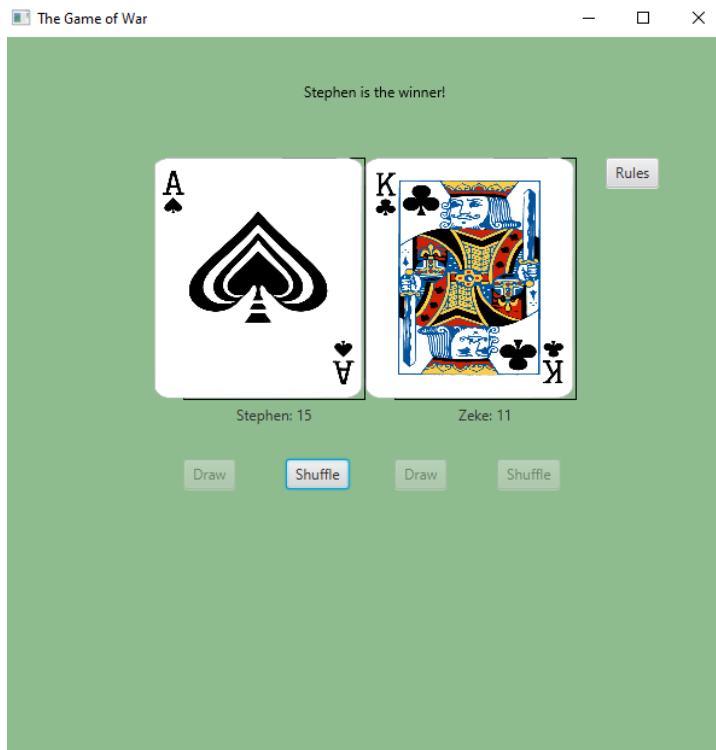 The Game of War
Stephen is the winner!
A
K
Rules
A
K
Stephen: 15
Zeke: 11
Draw
Shuffle
Draw
Shuffle